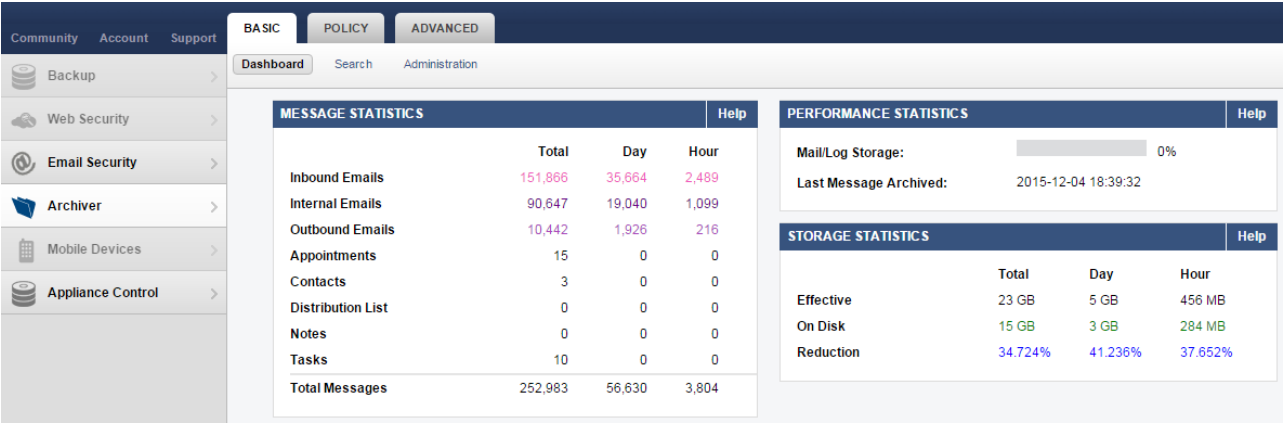 Community Account Support
BASIC POLICY ADVANCED
Dashboard Search Administration
Backup
Web Security
Email Security
Archiver
Mobile Devices
Appliance Control
MESSAGE STATISTICS Help
Total Day Hour
Inbound Emails 151,866 35,664 2,489
Internal Emails 90,647 19,040 1,099
Outbound Emails 10,442 1,926 216
Appointments 15 0 0
Contacts 3 0 0
Distribution List 0 0 0
Notes 0 0 0
Tasks 10 0 0
Total Messages 252,983 56,630 3,804
PERFORMANCE STATISTICS Help
Mail/Log Storage: 0%
Last Message Archived: 2015-12-04 18:39:32
STORAGE STATISTICS Help
Total Day Hour
Effective 23 GB 5 GB 456 MB
On Disk 15 GB 3 GB 284 MB
Reduction 34.724% 41.236% 37.652%